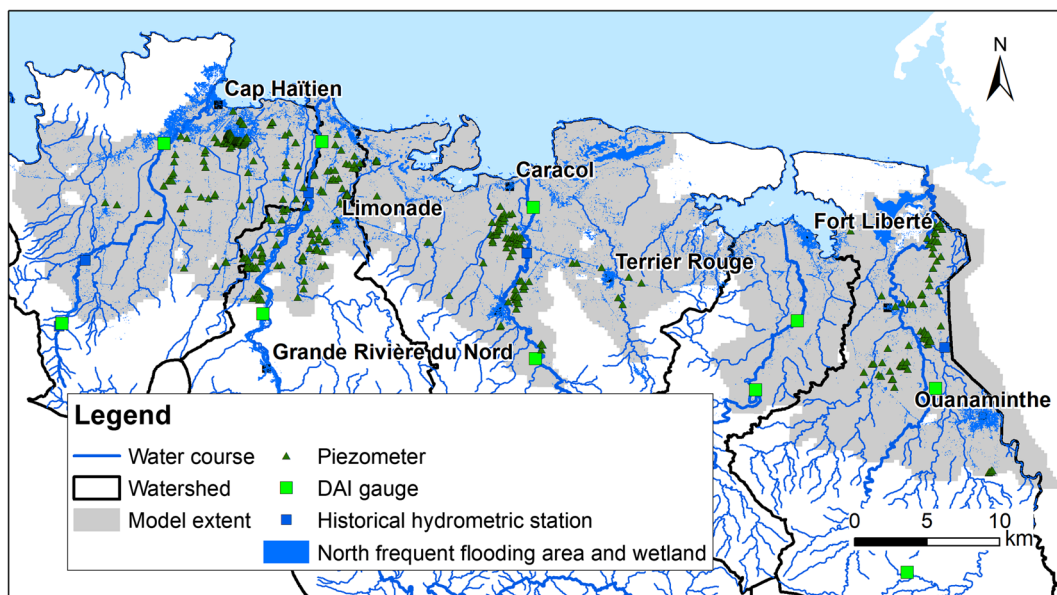 N
Cap Haïtien
Caracol
Limonade
Fort Liberté
Terrier Rouge
Grande Rivière du Nord
Ouanaminthe
Legend
Water course
Watershed
Model extent
Piezometer
DAI gauge
Historical hydrometric station
North frequent flooding area and wetland
0 5 10
km